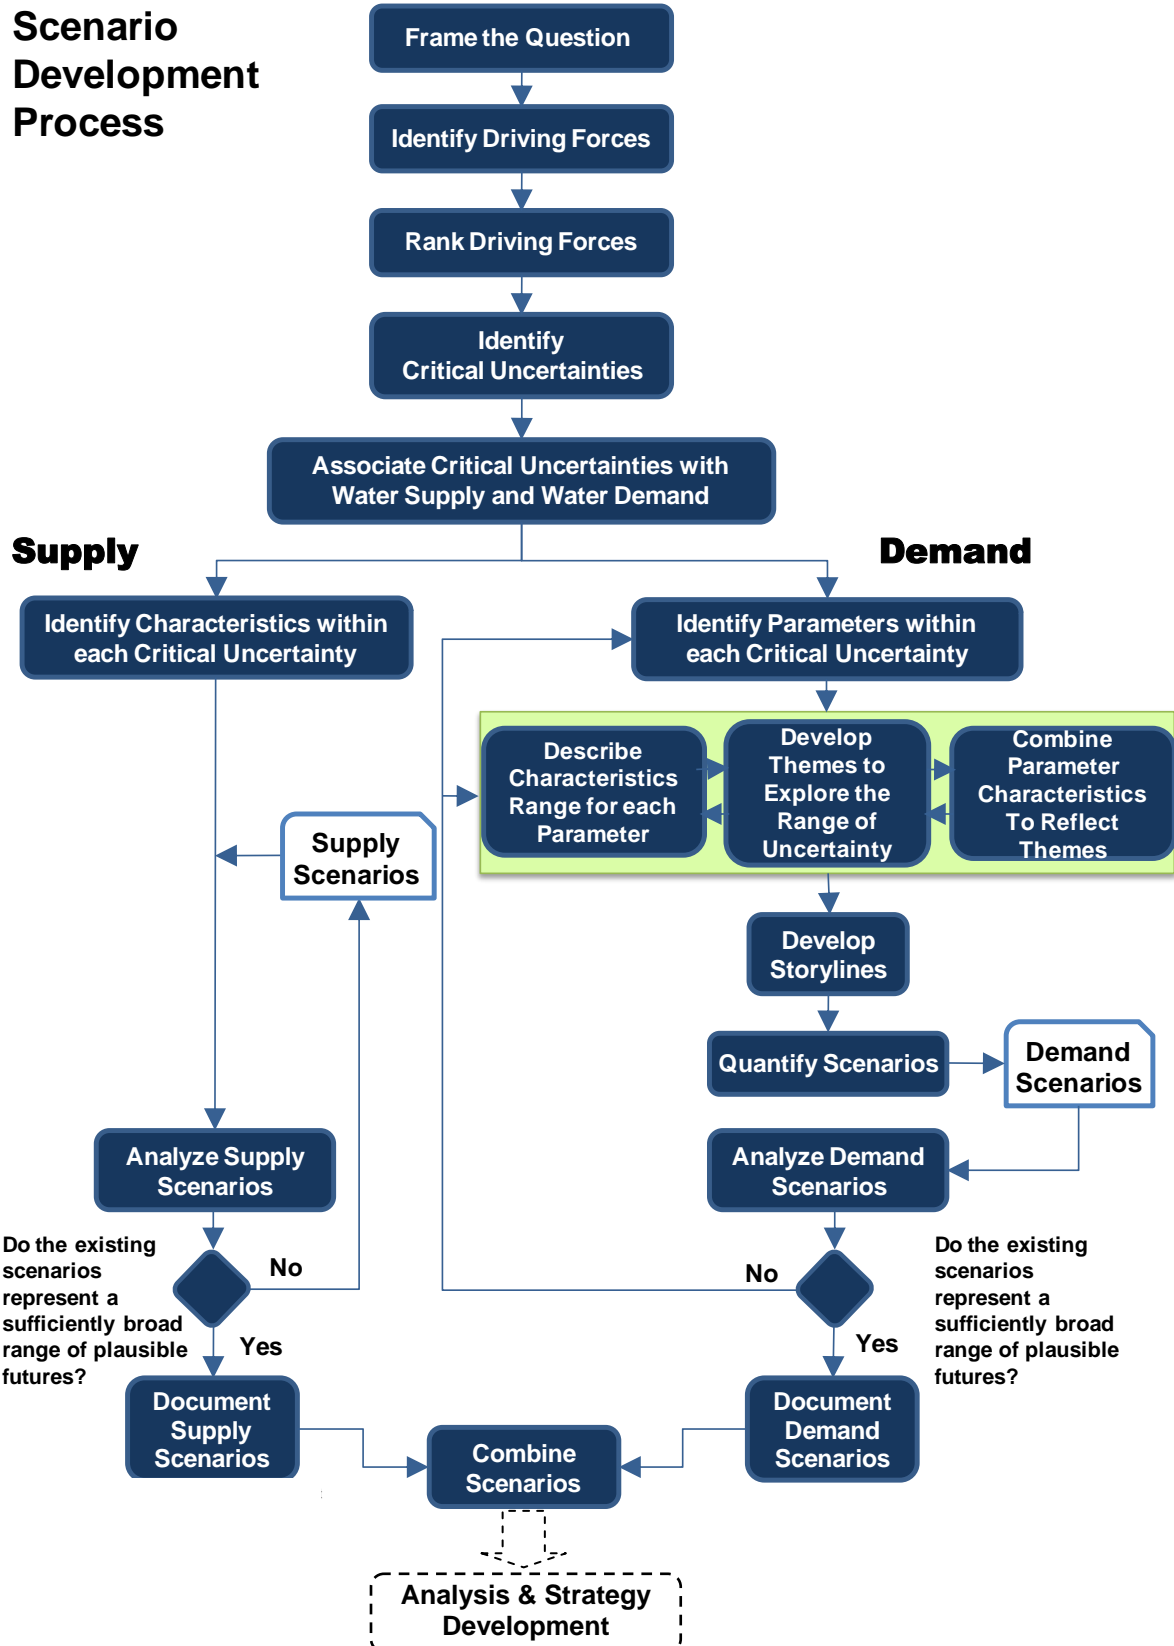 Scenario
Development
Process
Frame the Question
Identify Driving Forces
Rank Driving Forces
Identify
Critical Uncertainties
Associate Critical Uncertainties with
Water Supply and Water Demand
Supply
Demand
Identify Characteristics within
each Critical Uncertainty
Identify Parameters within
each Critical Uncertainty
Describe
Characteristics
Range for each
Parameter
Develop
Themes to
Explore the
Range of
Uncertainty
Combine
Parameter
Characteristics
To Reflect
Themes
Supply
Scenarios
Develop
Storylines
Quantify Scenarios
Demand
Scenarios
Analyze Supply
Scenarios
Analyze Demand
Scenarios
Do the existing
scenarios
represent a
sufficiently broad
range of plausible
futures?
No
Yes
No
Yes
Do the existing
scenarios
represent a
sufficiently broad
range of plausible
futures?
Document
Supply
Scenarios
Document
Demand
Scenarios
Combine
Scenarios
Analysis & Strategy
Development